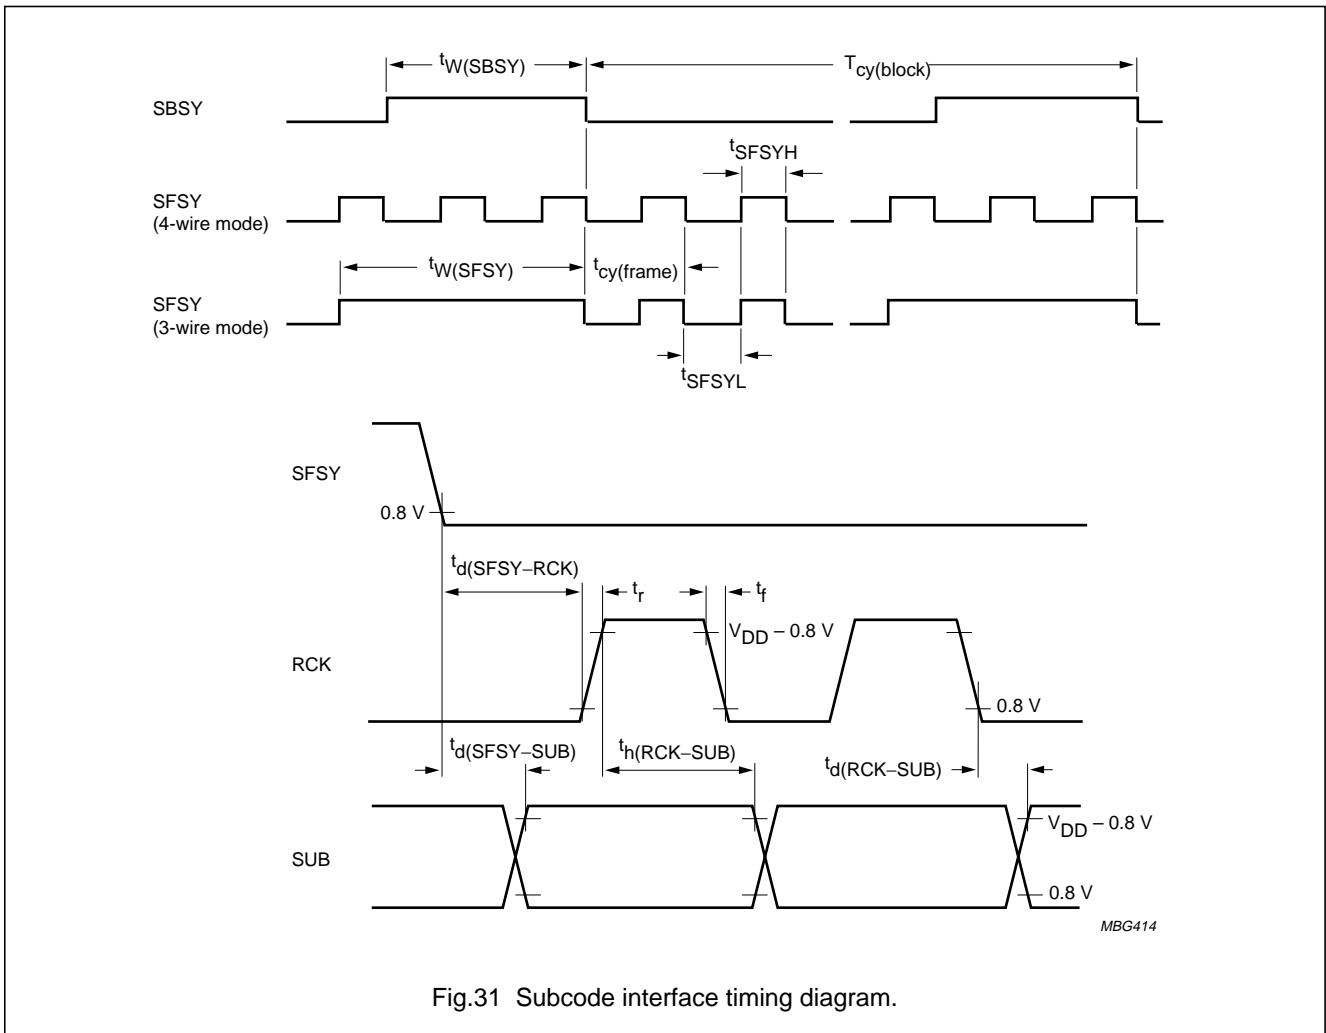 tW(SBSY)
Tcy(block)
SBSY
tSFSYH
SFSY
(4-wire mode)
tW(SFSY)
tcy(frame)
SFSY
(3-wire mode)
tSFSYL
SFSY
0.8 V
td(SFSY–RCK)
tr
tf
VDD – 0.8 V
RCK
0.8 V
td(SFSY–SUB)
th(RCK–SUB)
td(RCK–SUB)
VDD – 0.8 V
SUB
0.8 V
MBG414
Fig.31 Subcode interface timing diagram.